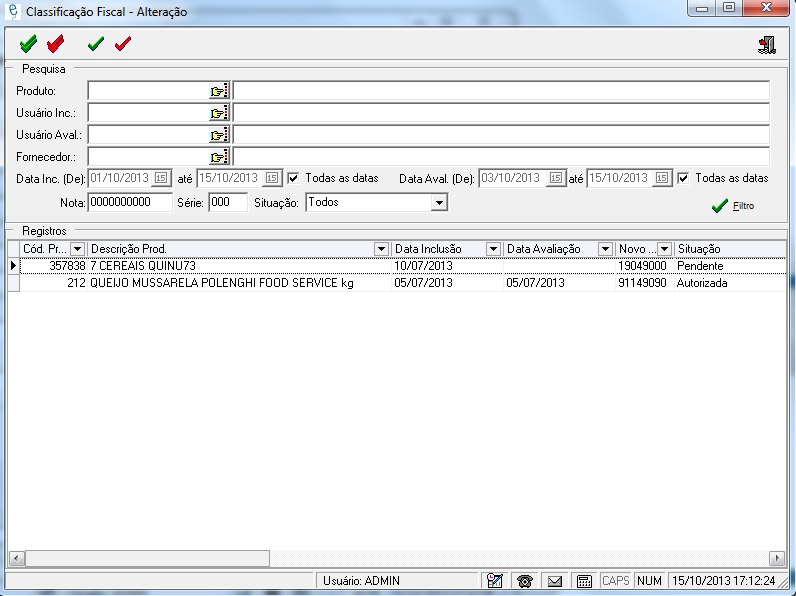 Classificação Fiscal - Alteração
Pesquisa
Produto:
Usuário Inc.:
Usuário Aval.:
Fornecedor.:
Data Inc. (De): 01/10/2013 15 até 15/10/2013 15 Todas as datas Data Aval. (De): 03/10/2013 15 até 15/10/2013 15 Todas as datas
Nota: 0000000000 Série: 000 Situação: Todos Filtro
Registros
Cód. Pr... Descrição Prod. Data Inclusão Data Avaliação Novo ... Situação
357838 7 CEREAIS QUINU73 10/07/2013 19049000 Pendente
212 QUEIJO MUSSARELA POLENGHI FOOD SERVICE kg 05/07/2013 05/07/2013 91149090 Autorizada
Usuário: ADMIN CAPS NUM 15/10/2013 17:12:24